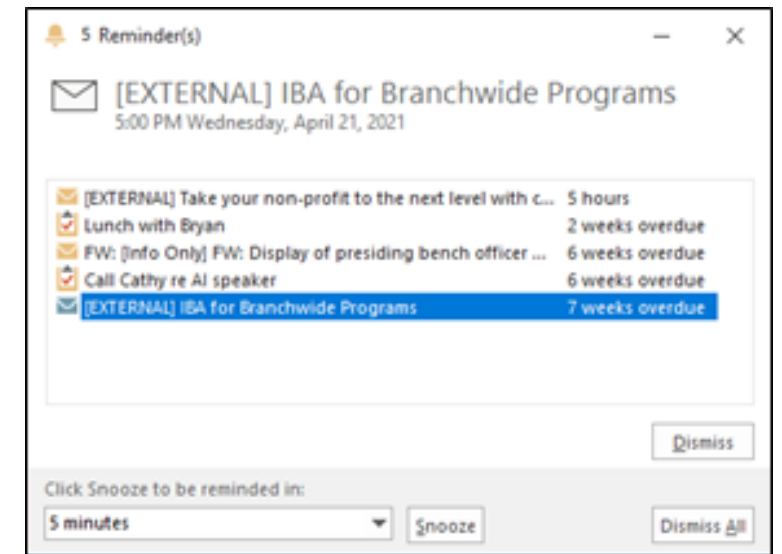 5 Reminder(s)
[EXTERNAL] IBA for Branchwide Programs
5:00 PM Wednesday, April 21, 2021
[EXTERNAL] Take your non-profit to the next level with c... 5 hours
Lunch with Bryan 2 weeks overdue
FW: [Info Only] FW: Display of presiding bench officer ... 6 weeks overdue
Call Cathy re AI speaker 6 weeks overdue
[EXTERNAL] IBA for Branchwide Programs 7 weeks overdue
Dismiss
Click Snooze to be reminded in:
5 minutes Snooze Dismiss All